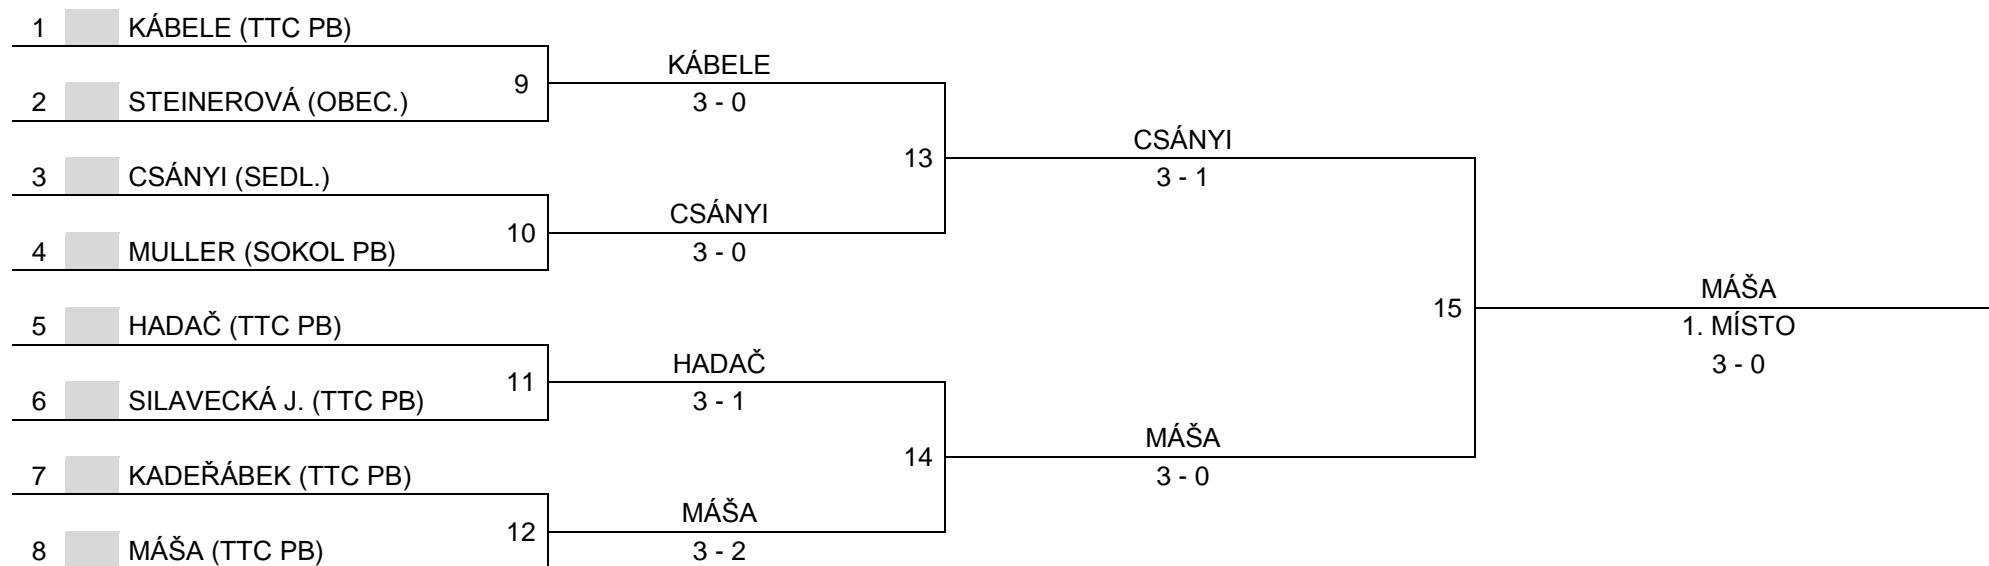 1 KÁBELE (TTC PB)
KÁBELE
9
2 STEINEROVÁ (OBEC.)
3 - 0
CSÁNYI
13
3 CSÁNYI (SEDL.)
3 - 1
CSÁNYI
10
4 MULLER (SOKOL PB)
3 - 0
MÁŠA
15
5 HADAČ (TTC PB)
1. MÍSTO
HADAČ
3 - 0
11
6 SILAVECKÁ J. (TTC PB)
3 - 1
MÁŠA
14
7 KADEŘÁBEK (TTC PB)
3 - 0
MÁŠA
12
8 MÁŠA (TTC PB)
3 - 2